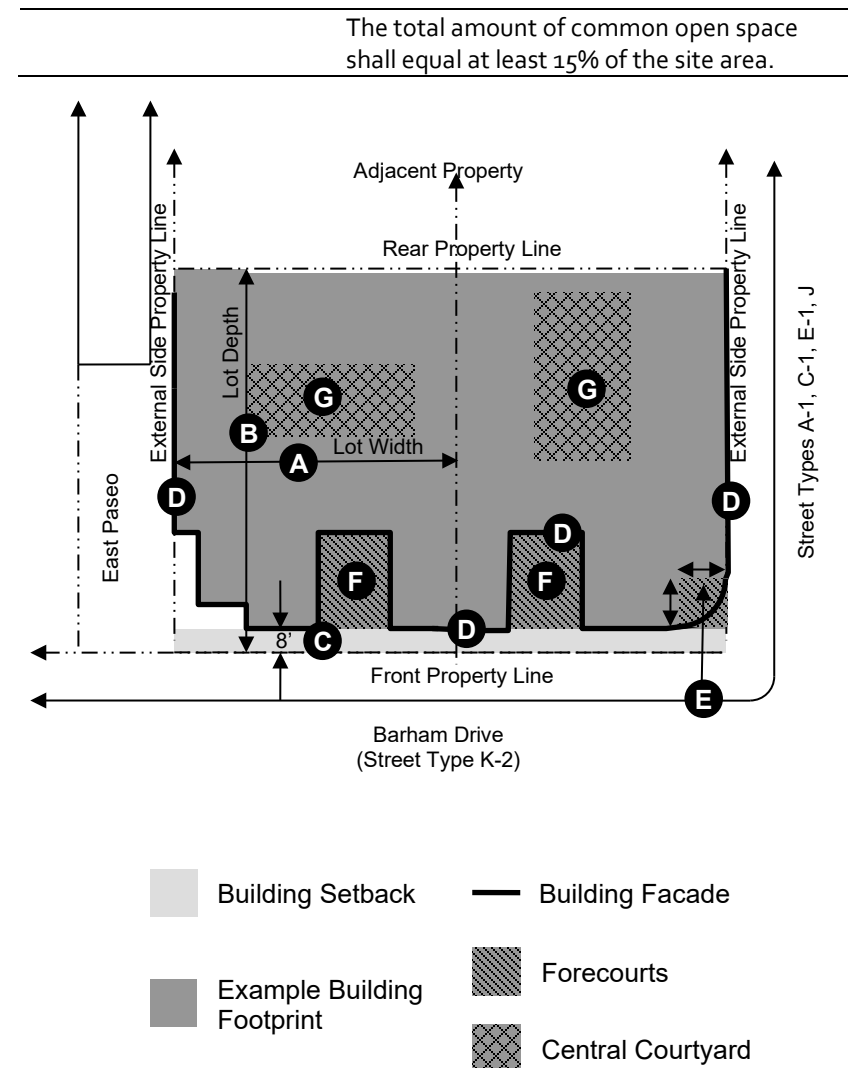 The total amount of common open space
shall equal at least 15% of the site area.
Adjacent Property
Rear Property Line
External Side Property Line
Lot Depth
External Side Property Line
Street Types A-1, C-1, E-1, J
G
G
B
Lot Width
A
D
D
East Paseo
D
F
F
8'
C
D
Front Property Line
E
Barham Drive
(Street Type K-2)
Building Setback
Building Facade
Forecourts
Example Building
Footprint
Central Courtyard